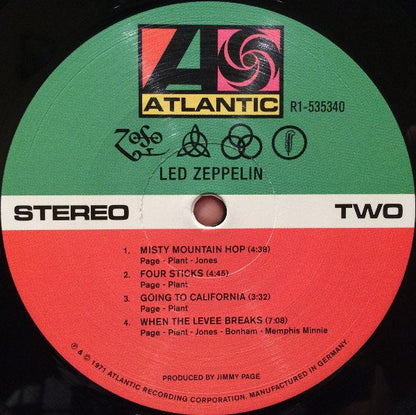 ATLANTIC
R1-535340
LED ZEPPELIN
STEREO TWO
1. MISTY MOUNTAIN HOP (4:38)
Page - Plant - Jones
2. FOUR STICKS (4:45)
Page - Plant
3. GOING TO CALIFORNIA (3:32)
Page - Plant
4. WHEN THE LEVEE BREAKS (7:08)
Page - Plant - Jones - Bonham - Memphis Minnie
PRODUCED BY JIMMY PAGE
℗ & © 1971 ATLANTIC RECORDING CORPORATION. MANUFACTURED IN GERMANY.